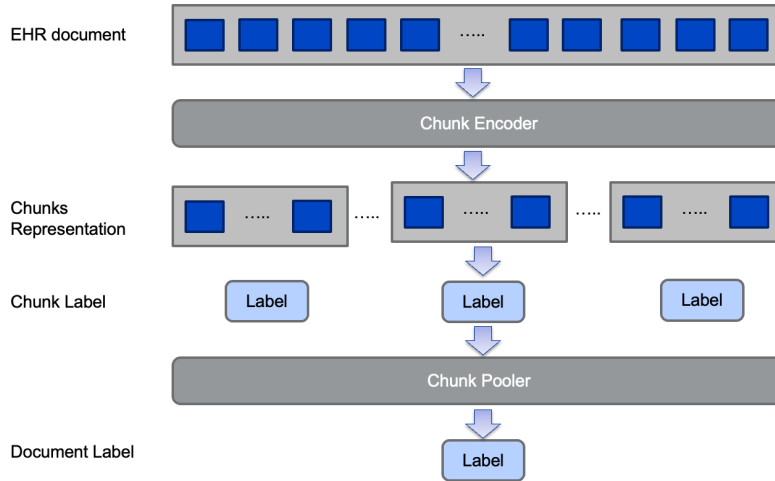 EHR document
.....
Chunk Encoder
Chunks
Representation
..... ..... ..... ..... .....
Chunk Label
Label Label Label
Chunk Pooler
Document Label
Label